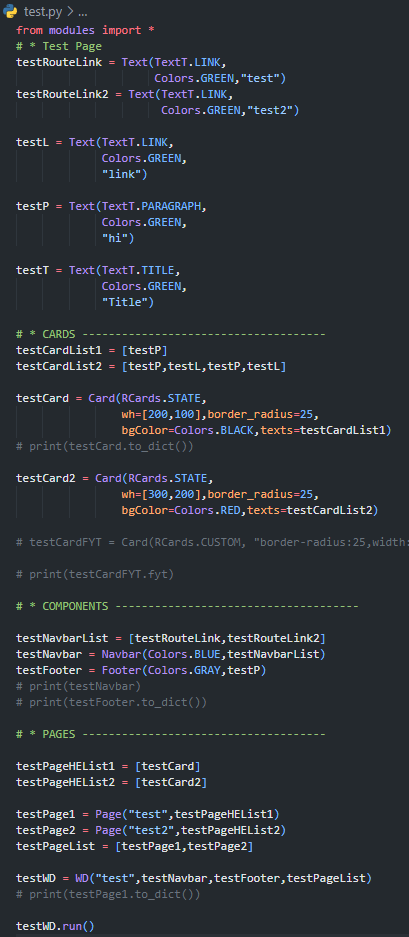 test.py > ...
from modules import *
# * Test Page
testRouteLink = Text(TextT.LINK,
                     Colors.GREEN,"test")
testRouteLink2 = Text(TextT.LINK,
                      Colors.GREEN,"test2")

testL = Text(TextT.LINK,
             Colors.GREEN,
             "link")

testP = Text(TextT.PARAGRAPH,
             Colors.GREEN,
             "hi")

testT = Text(TextT.TITLE,
             Colors.GREEN,
             "Title")

# * CARDS -------------------------------------
testCardList1 = [testP]
testCardList2 = [testP,testL,testP,testL]

testCard = Card(RCards.STATE,
                wh=[200,100],border_radius=25,
                bgColor=Colors.BLACK,texts=testCardList1)
# print(testCard.to_dict())

testCard2 = Card(RCards.STATE,
                wh=[300,200],border_radius=25,
                bgColor=Colors.RED,texts=testCardList2)

# testCardFYT = Card(RCards.CUSTOM, "border-radius:25,width:

# print(testCardFYT.fyt)

# * COMPONENTS -------------------------------------

testNavbarList = [testRouteLink,testRouteLink2]
testNavbar = Navbar(Colors.BLUE,testNavbarList)
testFooter = Footer(Colors.GRAY,testP)
# print(testNavbar)
# print(testFooter.to_dict())

# * PAGES -------------------------------------

testPageHEList1 = [testCard]
testPageHEList2 = [testCard2]

testPage1 = Page("test",testPageHEList1)
testPage2 = Page("test2",testPageHEList2)
testPageList = [testPage1,testPage2]

testWD = WD("test",testNavbar,testFooter,testPageList)
# print(testPage1.to_dict())

testWD.run()